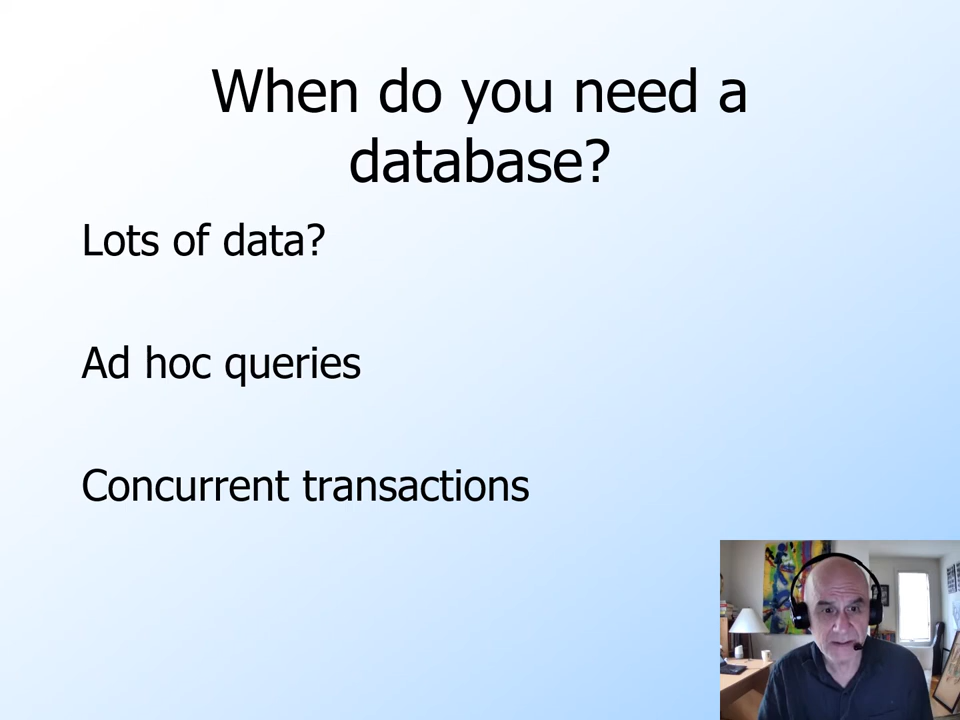 When do you need a
database?
Lots of data?
Ad hoc queries
Concurrent transactions